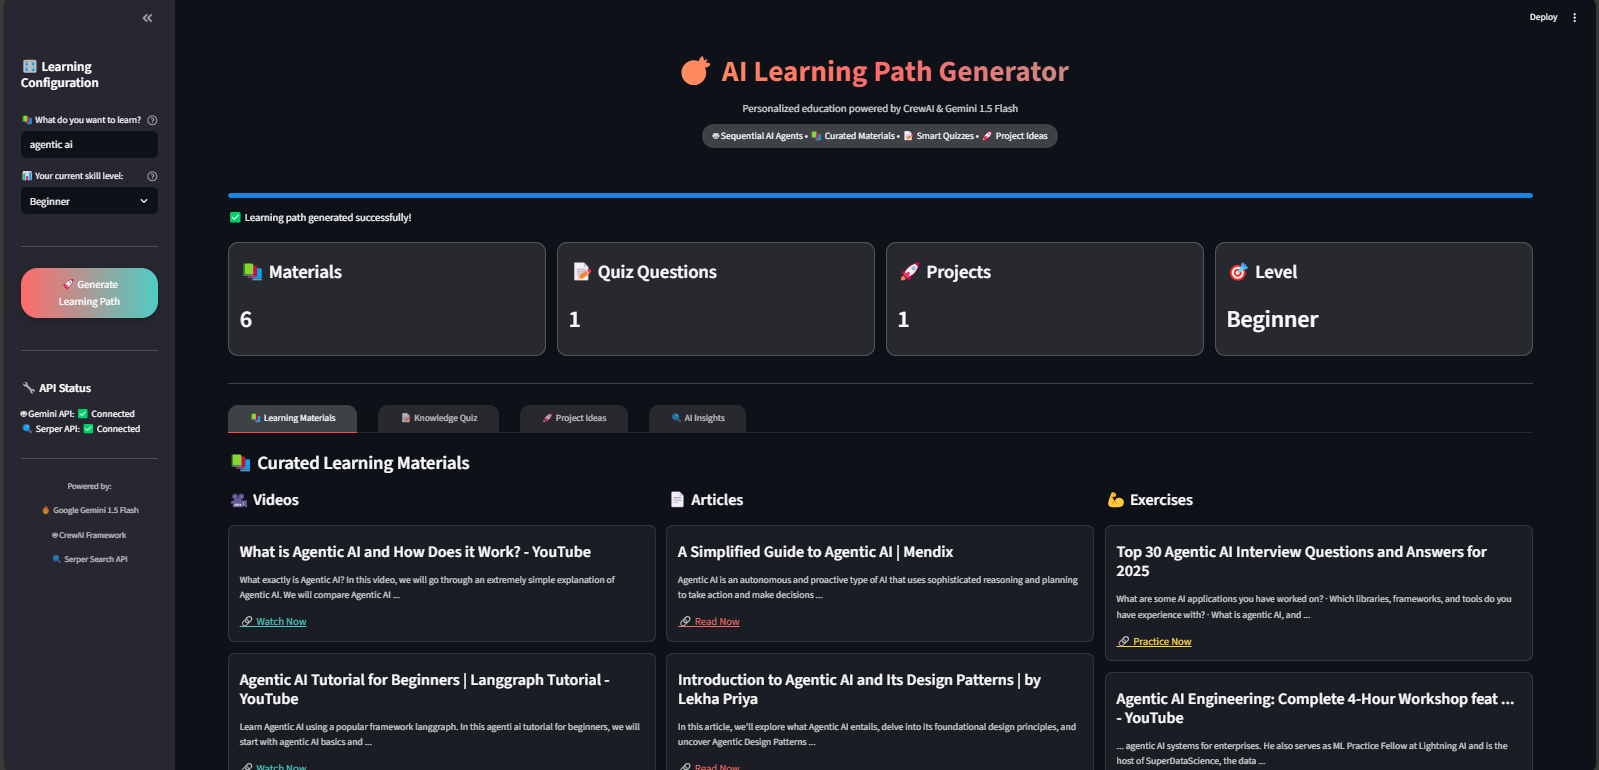 Deploy
Learning
Configuration
What do you want to learn?
agentic ai
Your current skill level:
Beginner
Generate
Learning Path
API Status
Gemini API: ✅ Connected
Serper API: ✅ Connected
Powered by:
Google Gemini 1.5 Flash
CrewAI Framework
Serper Search API
AI Learning Path Generator
Personalized education powered by CrewAI & Gemini 1.5 Flash
Sequential AI Agents • Curated Materials • Smart Quizzes • Project Ideas
Learning path generated successfully!
Materials
6
Quiz Questions
1
Projects
1
Level
Beginner
Learning Materials
Knowledge Quiz
Project Ideas
AI Insights
Curated Learning Materials
Videos
What is Agentic AI and How Does it Work? - YouTube
What exactly is Agentic AI? In this video, we will go through an extremely simple explanation of
Agentic AI. We will compare Agentic AI ...
Watch Now
Agentic AI Tutorial for Beginners | Langgraph Tutorial -
YouTube
Learn Agentic AI using a popular framework langgraph. In this agenti ai tutorial for beginners, we will
start with agentic AI basics and ...
Watch Now
Articles
A Simplified Guide to Agentic AI | Mendix
Agentic AI is an autonomous and proactive type of AI that uses sophisticated reasoning and planning
to take action and make decisions ...
Read Now
Introduction to Agentic AI and Its Design Patterns | by
Lekha Priya
In this article, we'll explore what Agentic AI entails, delve into its foundational design principles, and
uncover Agentic Design Patterns ...
Read Now
Exercises
Top 30 Agentic AI Interview Questions and Answers for
2025
What are some AI applications you have worked on? · Which libraries, frameworks, and tools do you
have experience with? · What is agentic AI, and ...
Practice Now
Agentic AI Engineering: Complete 4-Hour Workshop feat ...
- YouTube
... agentic AI systems for enterprises. He also serves as ML Practice Fellow at Lightning AI and is the
host of SuperDataScience, the data ...